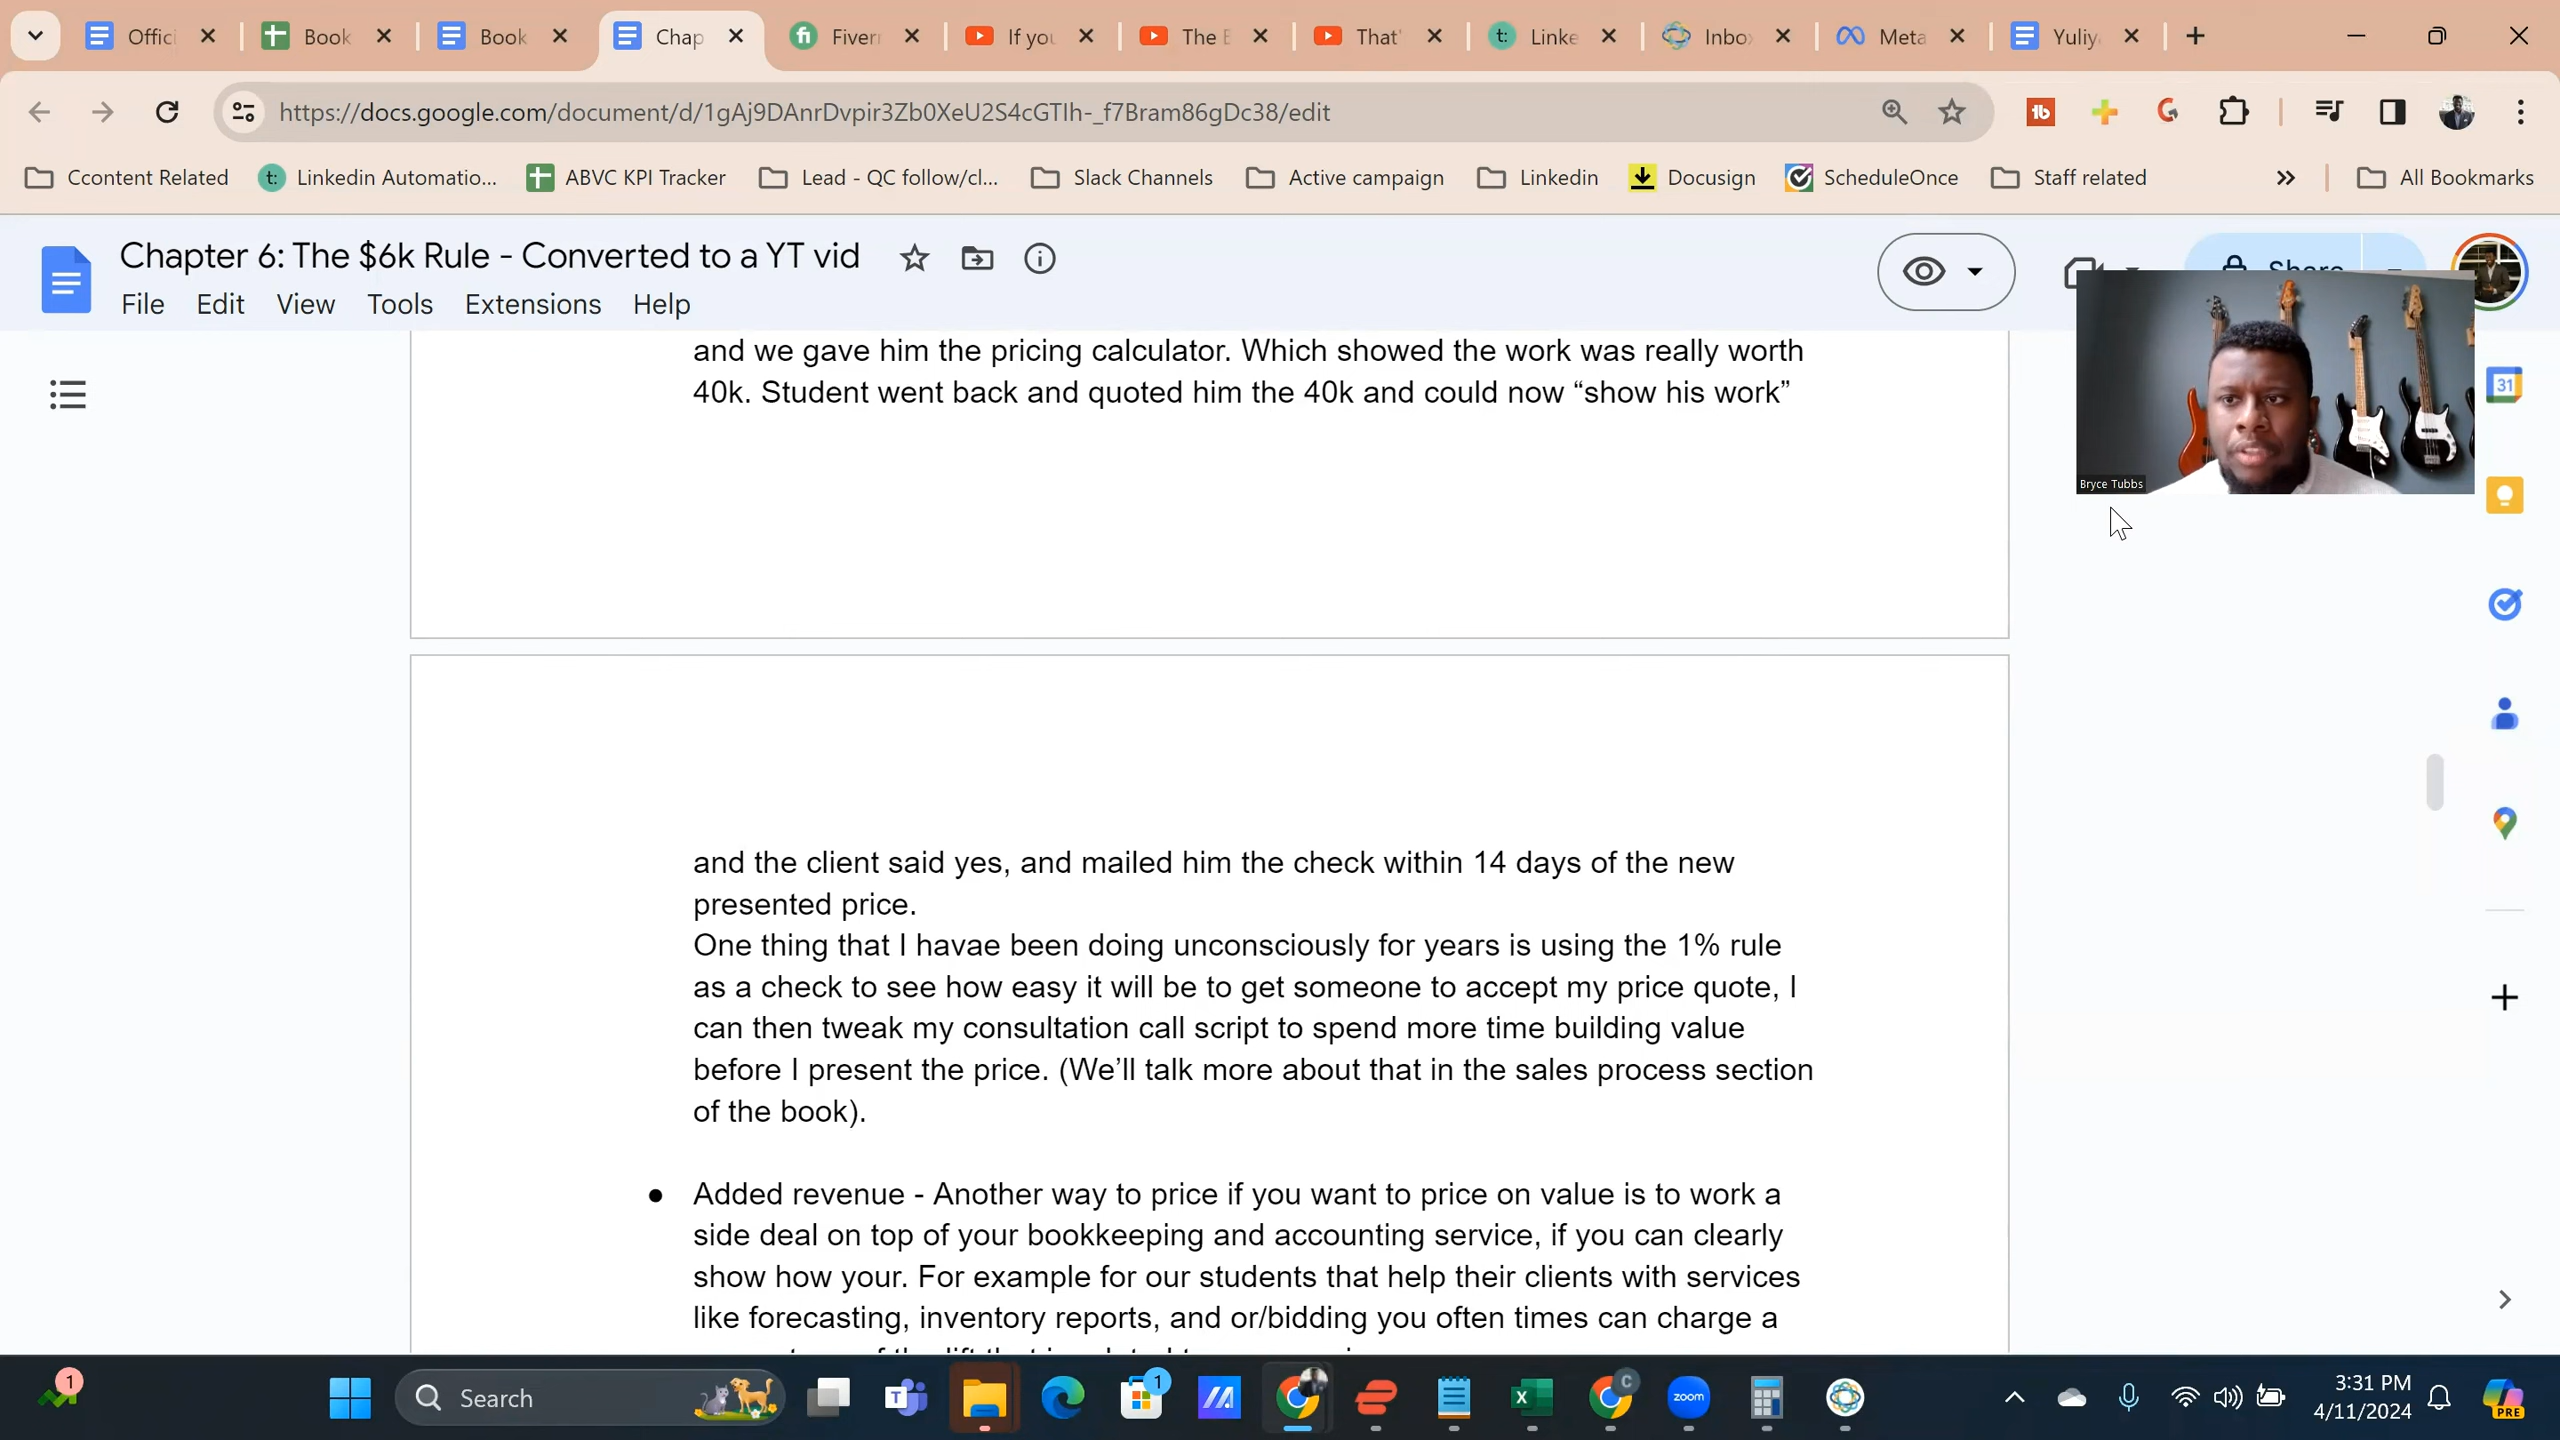 Offici
Book
Book
Chap
Fiverr
If you
The B
That'
Linke
Inbo
Meta
Yuliy
https://docs.google.com/document/d/1gAj9DAnrDvpir3Zb0XeU2S4cGTIh-_f7Bram86gDc38/edit
Ccontent Related
Linkedin Automatio...
ABVC KPI Tracker
Lead - QC follow/cl...
Slack Channels
Active campaign
Linkedin
Docusign
ScheduleOnce
Staff related
All Bookmarks
Chapter 6: The $6k Rule - Converted to a YT vid
Share
File Edit View Tools Extensions Help
and we gave him the pricing calculator. Which showed the work was really worth
40k. Student went back and quoted him the 40k and could now “show his work”
Bryce Tubbs
31
and the client said yes, and mailed him the check within 14 days of the new
presented price.
One thing that I havae been doing unconsciously for years is using the 1% rule
as a check to see how easy it will be to get someone to accept my price quote, I
can then tweak my consultation call script to spend more time building value
before I present the price. (We’ll talk more about that in the sales process section
of the book).
● Added revenue - Another way to price if you want to price on value is to work a
side deal on top of your bookkeeping and accounting service, if you can clearly
show how your. For example for our students that help their clients with services
like forecasting, inventory reports, and or/bidding you often times can charge a
1
Search
1
zoom
C
3:31 PM
4/11/2024
PRE